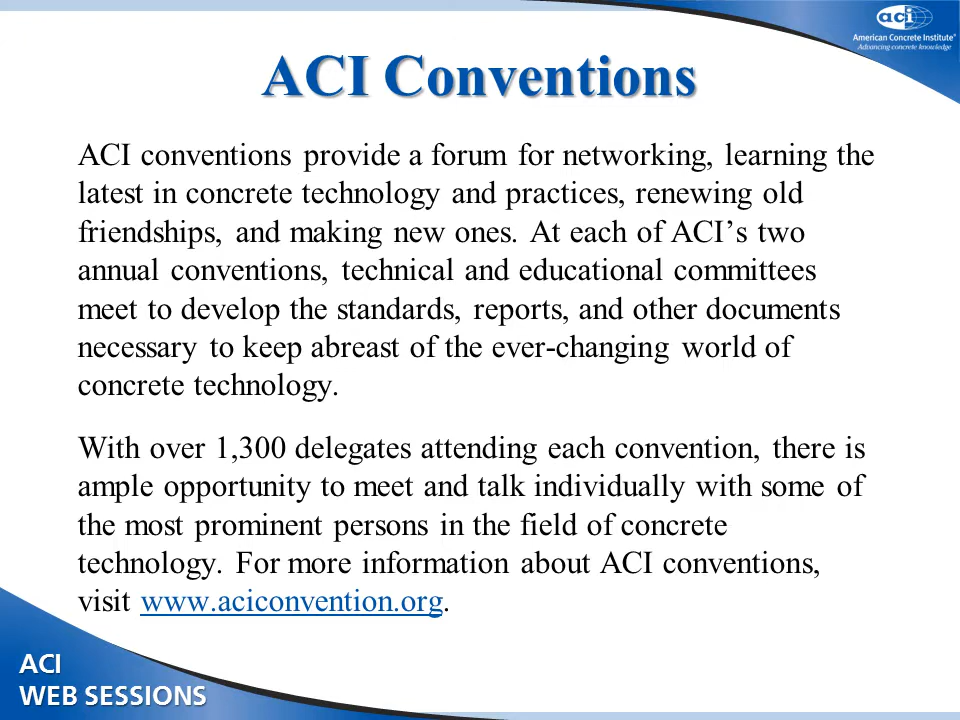 aci
American Concrete Institute®
Advancing concrete knowledge
ACI Conventions
ACI conventions provide a forum for networking, learning the
latest in concrete technology and practices, renewing old
friendships, and making new ones. At each of ACI’s two
annual conventions, technical and educational committees
meet to develop the standards, reports, and other documents
necessary to keep abreast of the ever-changing world of
concrete technology.
With over 1,300 delegates attending each convention, there is
ample opportunity to meet and talk individually with some of
the most prominent persons in the field of concrete
technology. For more information about ACI conventions,
visit www.aciconvention.org.
ACI
WEB SESSIONS